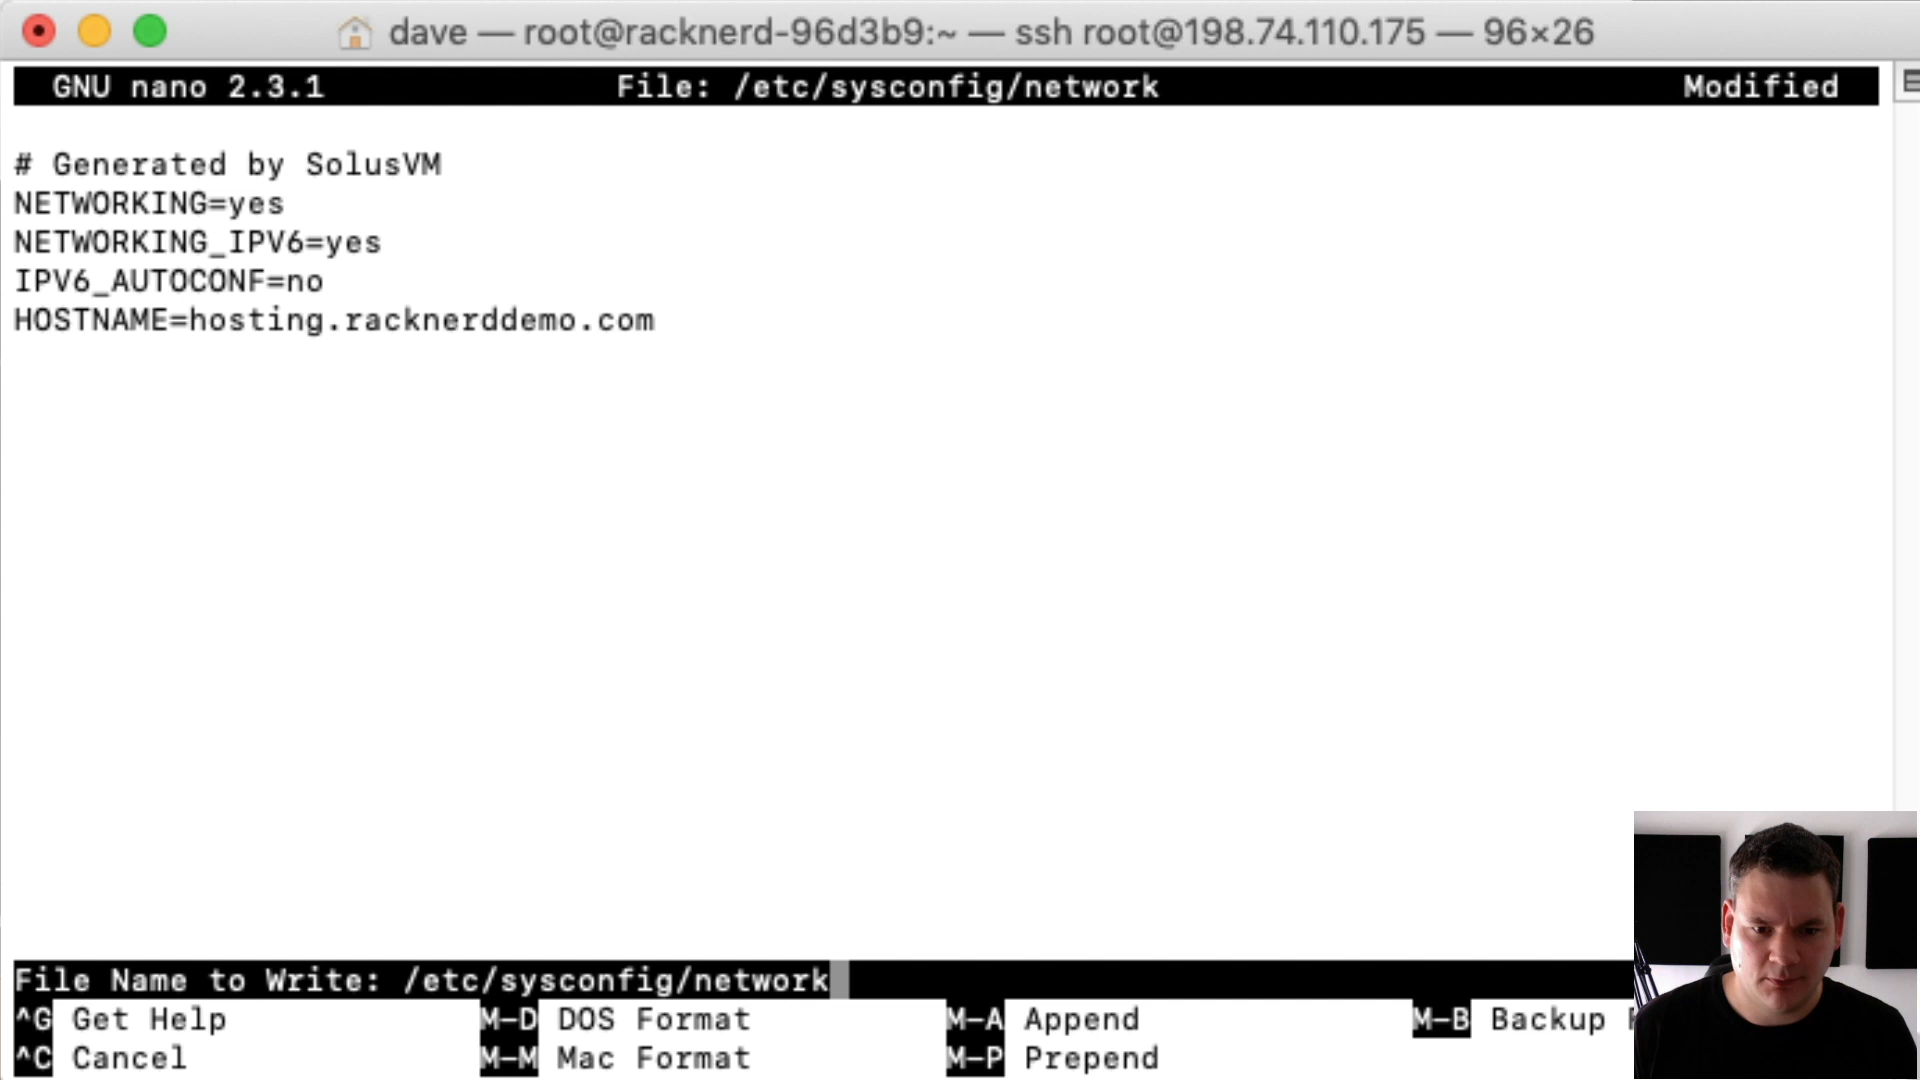 dave — root@racknerd-96d3b9:~ — ssh root@198.74.110.175 — 96×26
GNU nano 2.3.1 File: /etc/sysconfig/network Modified
# Generated by SolusVM
NETWORKING=yes
NETWORKING_IPV6=yes
IPV6_AUTOCONF=no
HOSTNAME=hosting.racknerddemo.com
File Name to Write: /etc/sysconfig/network
^G Get Help M-D DOS Format M-A Append M-B Backup
^C Cancel M-M Mac Format M-P Prepend